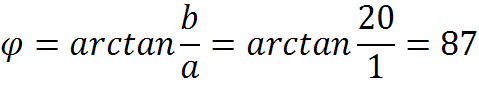 φ = arctan b/a = arctan 20/1 = 87